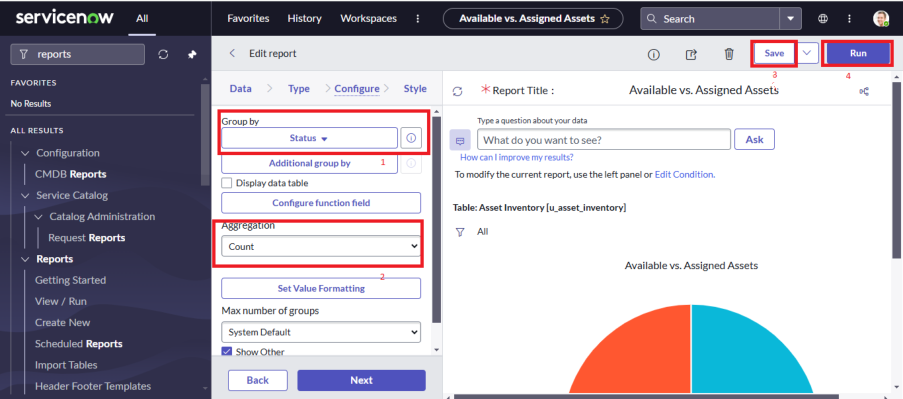 servicenow All Favorites History Workspaces Available vs. Assigned Assets Search
reports
Edit report
Save
Run
3
4
FAVORITES
No Results
ALL RESULTS
Configuration
CMDB Reports
Service Catalog
Catalog Administration
Request Reports
Reports
Getting Started
View / Run
Create New
Scheduled Reports
Import Tables
Header Footer Templates
Data Type Configure Style
Group by
Status
Additional group by
1
Display data table
Configure function field
Aggregation
Count
2
Set Value Formatting
Max number of groups
System Default
Show Other
Back
Next
*Report Title : Available vs. Assigned Assets
Type a question about your data
What do you want to see?
Ask
How can I improve my results?
To modify the current report, use the left panel or Edit Condition.
Table: Asset Inventory [u_asset_inventory]
All
Available vs. Assigned Assets